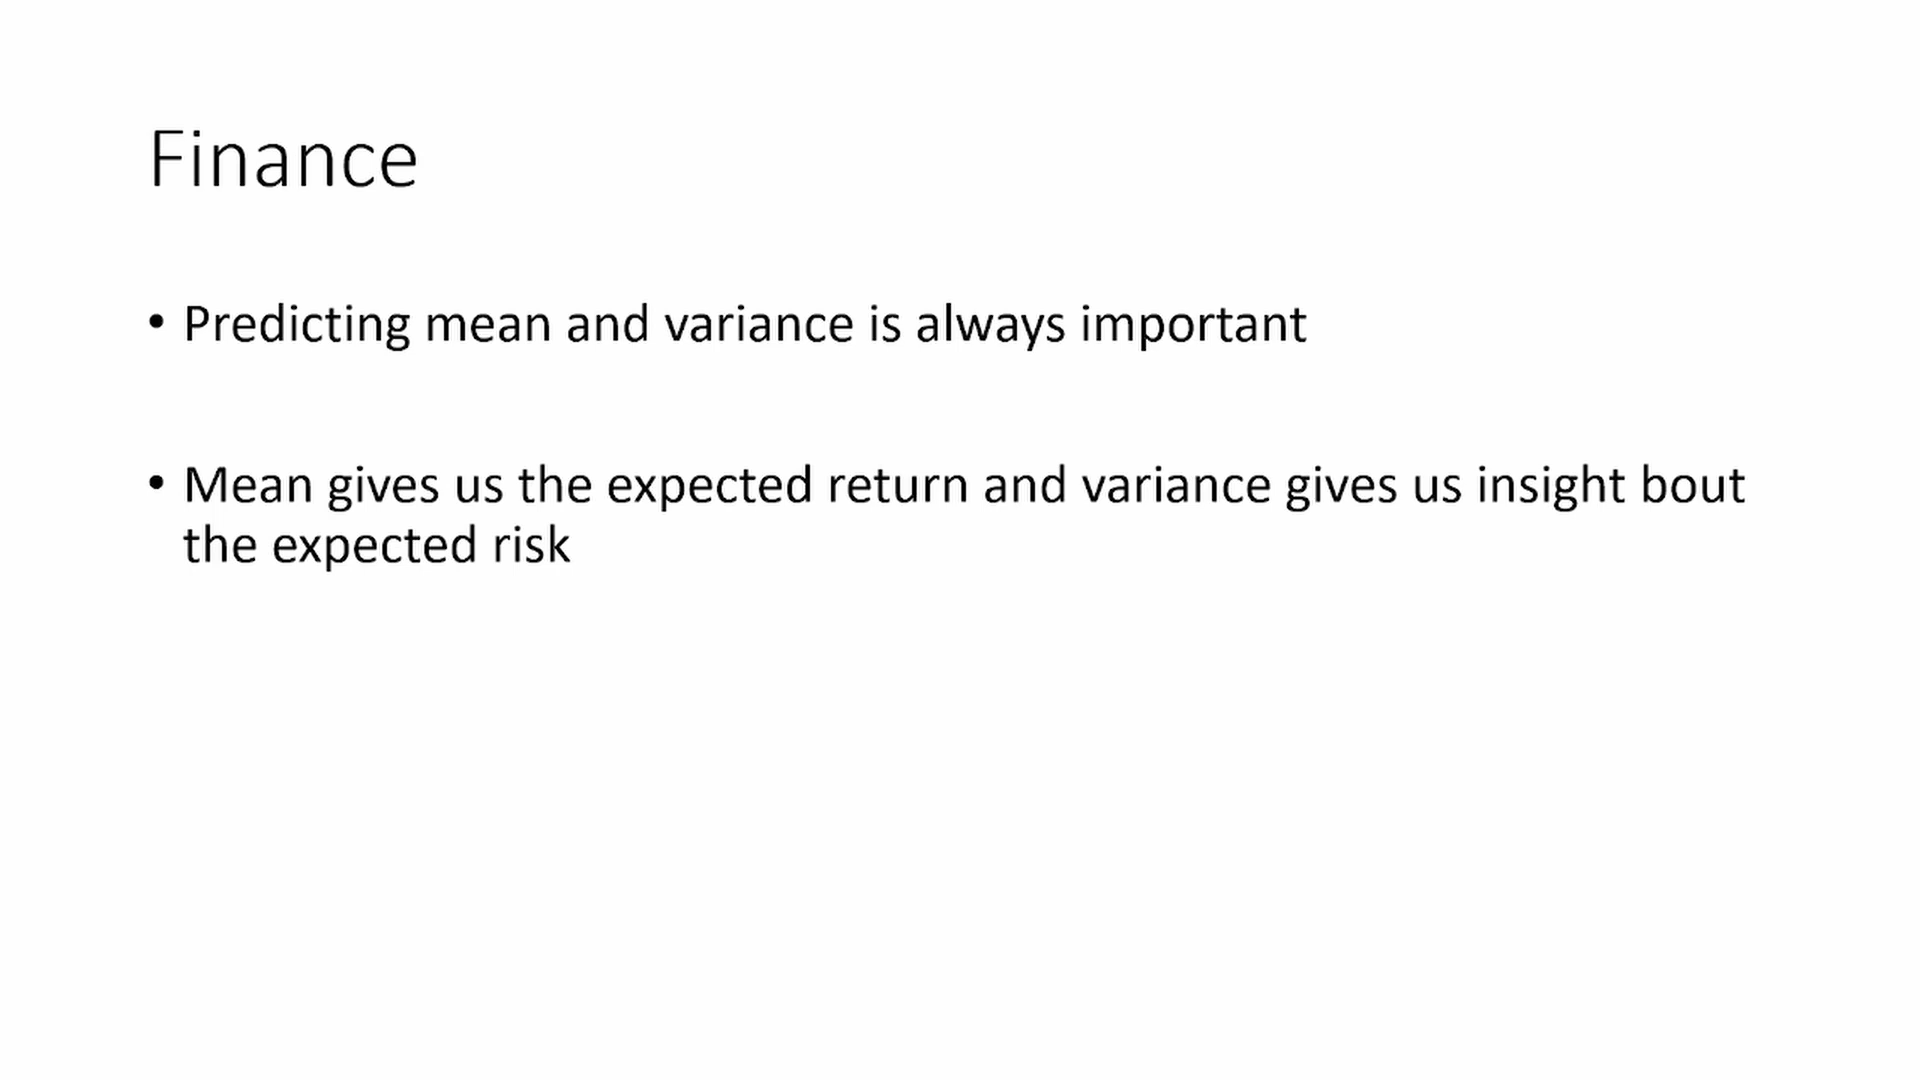 Finance
• Predicting mean and variance is always important
• Mean gives us the expected return and variance gives us insight bout
the expected risk